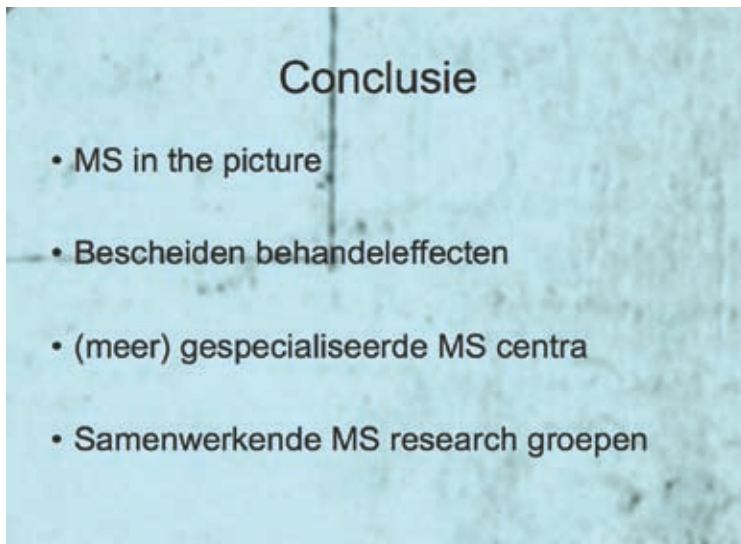 Conclusie
• MS in the picture
• Bescheiden behandeleffecten
• (meer) gespecialiseerde MS centra
• Samenwerkende MS research groepen